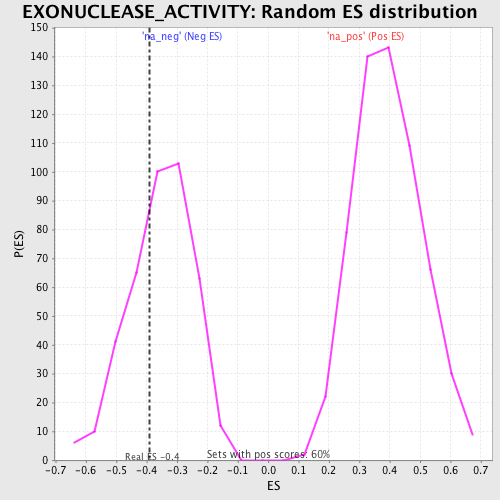 EXONUCLEASE_ACTIVITY: Random ES distribution
'na_neg' (Neg ES)
'na_pos' (Pos ES)
150
140
130
120
110
100
90
80
70
60
50
40
30
20
10
0
P(ES)
Real ES -0.4
Sets with pos scores: 60%
-0.7 -0.6 -0.5 -0.4 -0.3 -0.2 -0.1 0.0 0.1 0.2 0.3 0.4 0.5 0.6 0.7
ES